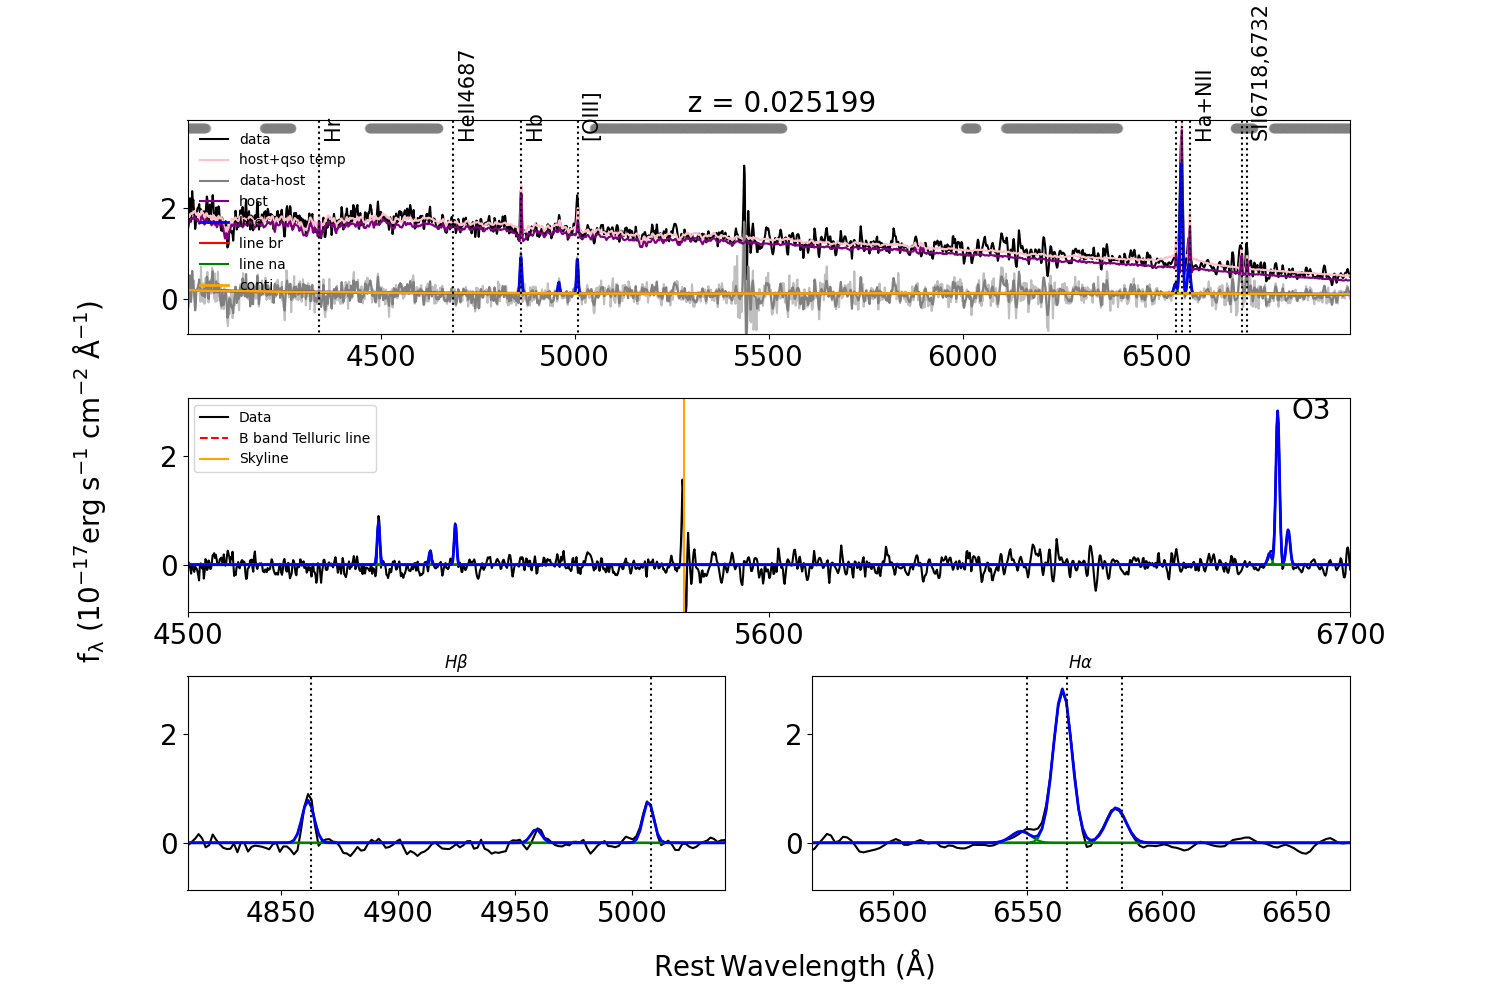 z = 0.025199
Hr
HeII4687
Hb
[OIII]
Ha+NII
SII6718,6732
data
host+qso temp
data-host
host
line br
line na
conti
2
0
4500
5000
5500
6000
6500
Data
B band Telluric line
Skyline
O3
2
0
4500
5600
6700
fλ (10−17erg s−1 cm−2 Å−1)
Hβ
2
0
4850
4900
4950
5000
Hα
2
0
6500
6550
6600
6650
Rest Wavelength (Å)